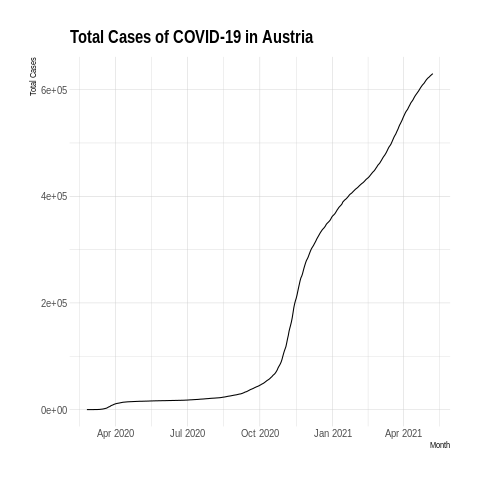 Total Cases of COVID-19 in Austria
Total Cases
6e+05
4e+05
2e+05
0e+00
Apr 2020 Jul 2020 Oct 2020 Jan 2021 Apr 2021
Month